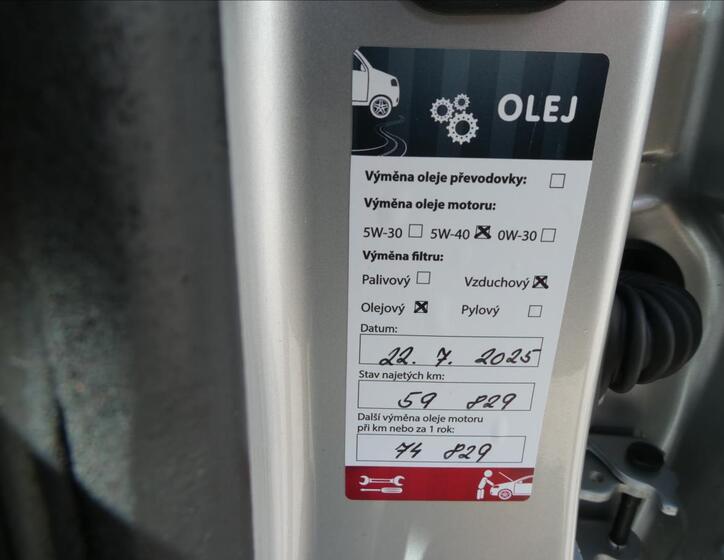 OLEJ
Výměna oleje převodovky:
Výměna oleje motoru:
5W-30 5W-40 0W-30
Výměna filtru:
Palivový Vzduchový
Olejový Pylový
Datum:
22. 7. 2025
Stav najetých km:
59 829
Další výměna oleje motoru
při km nebo za 1 rok:
74 829